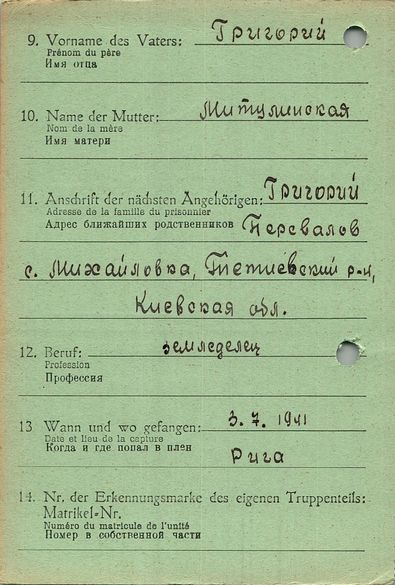 9. Vorname des Vaters: Григорий
Prénom du père
Имя отца
10. Name der Mutter: Митулинская
Nom de la mère
Имя матери
11. Anschrift der nächsten Angehörigen: Григорий
Adresse de la famille du prisonnier
Адрес ближайших родственников Перевалов
с. Михайловка, Тетиевский р-н,
Киевская обл.
12. Beruf: земледелец
Profession
Профессия
13 Wann und wo gefangen: 3. 7. 1941
Date et lieu de la capture
Когда и где попал в плен
Рига
14. Nr. der Erkennungsmarke des eigenen Truppenteils:
Matrikel-Nr.
Numéro du matricule de l'unité
Номер в собственной части